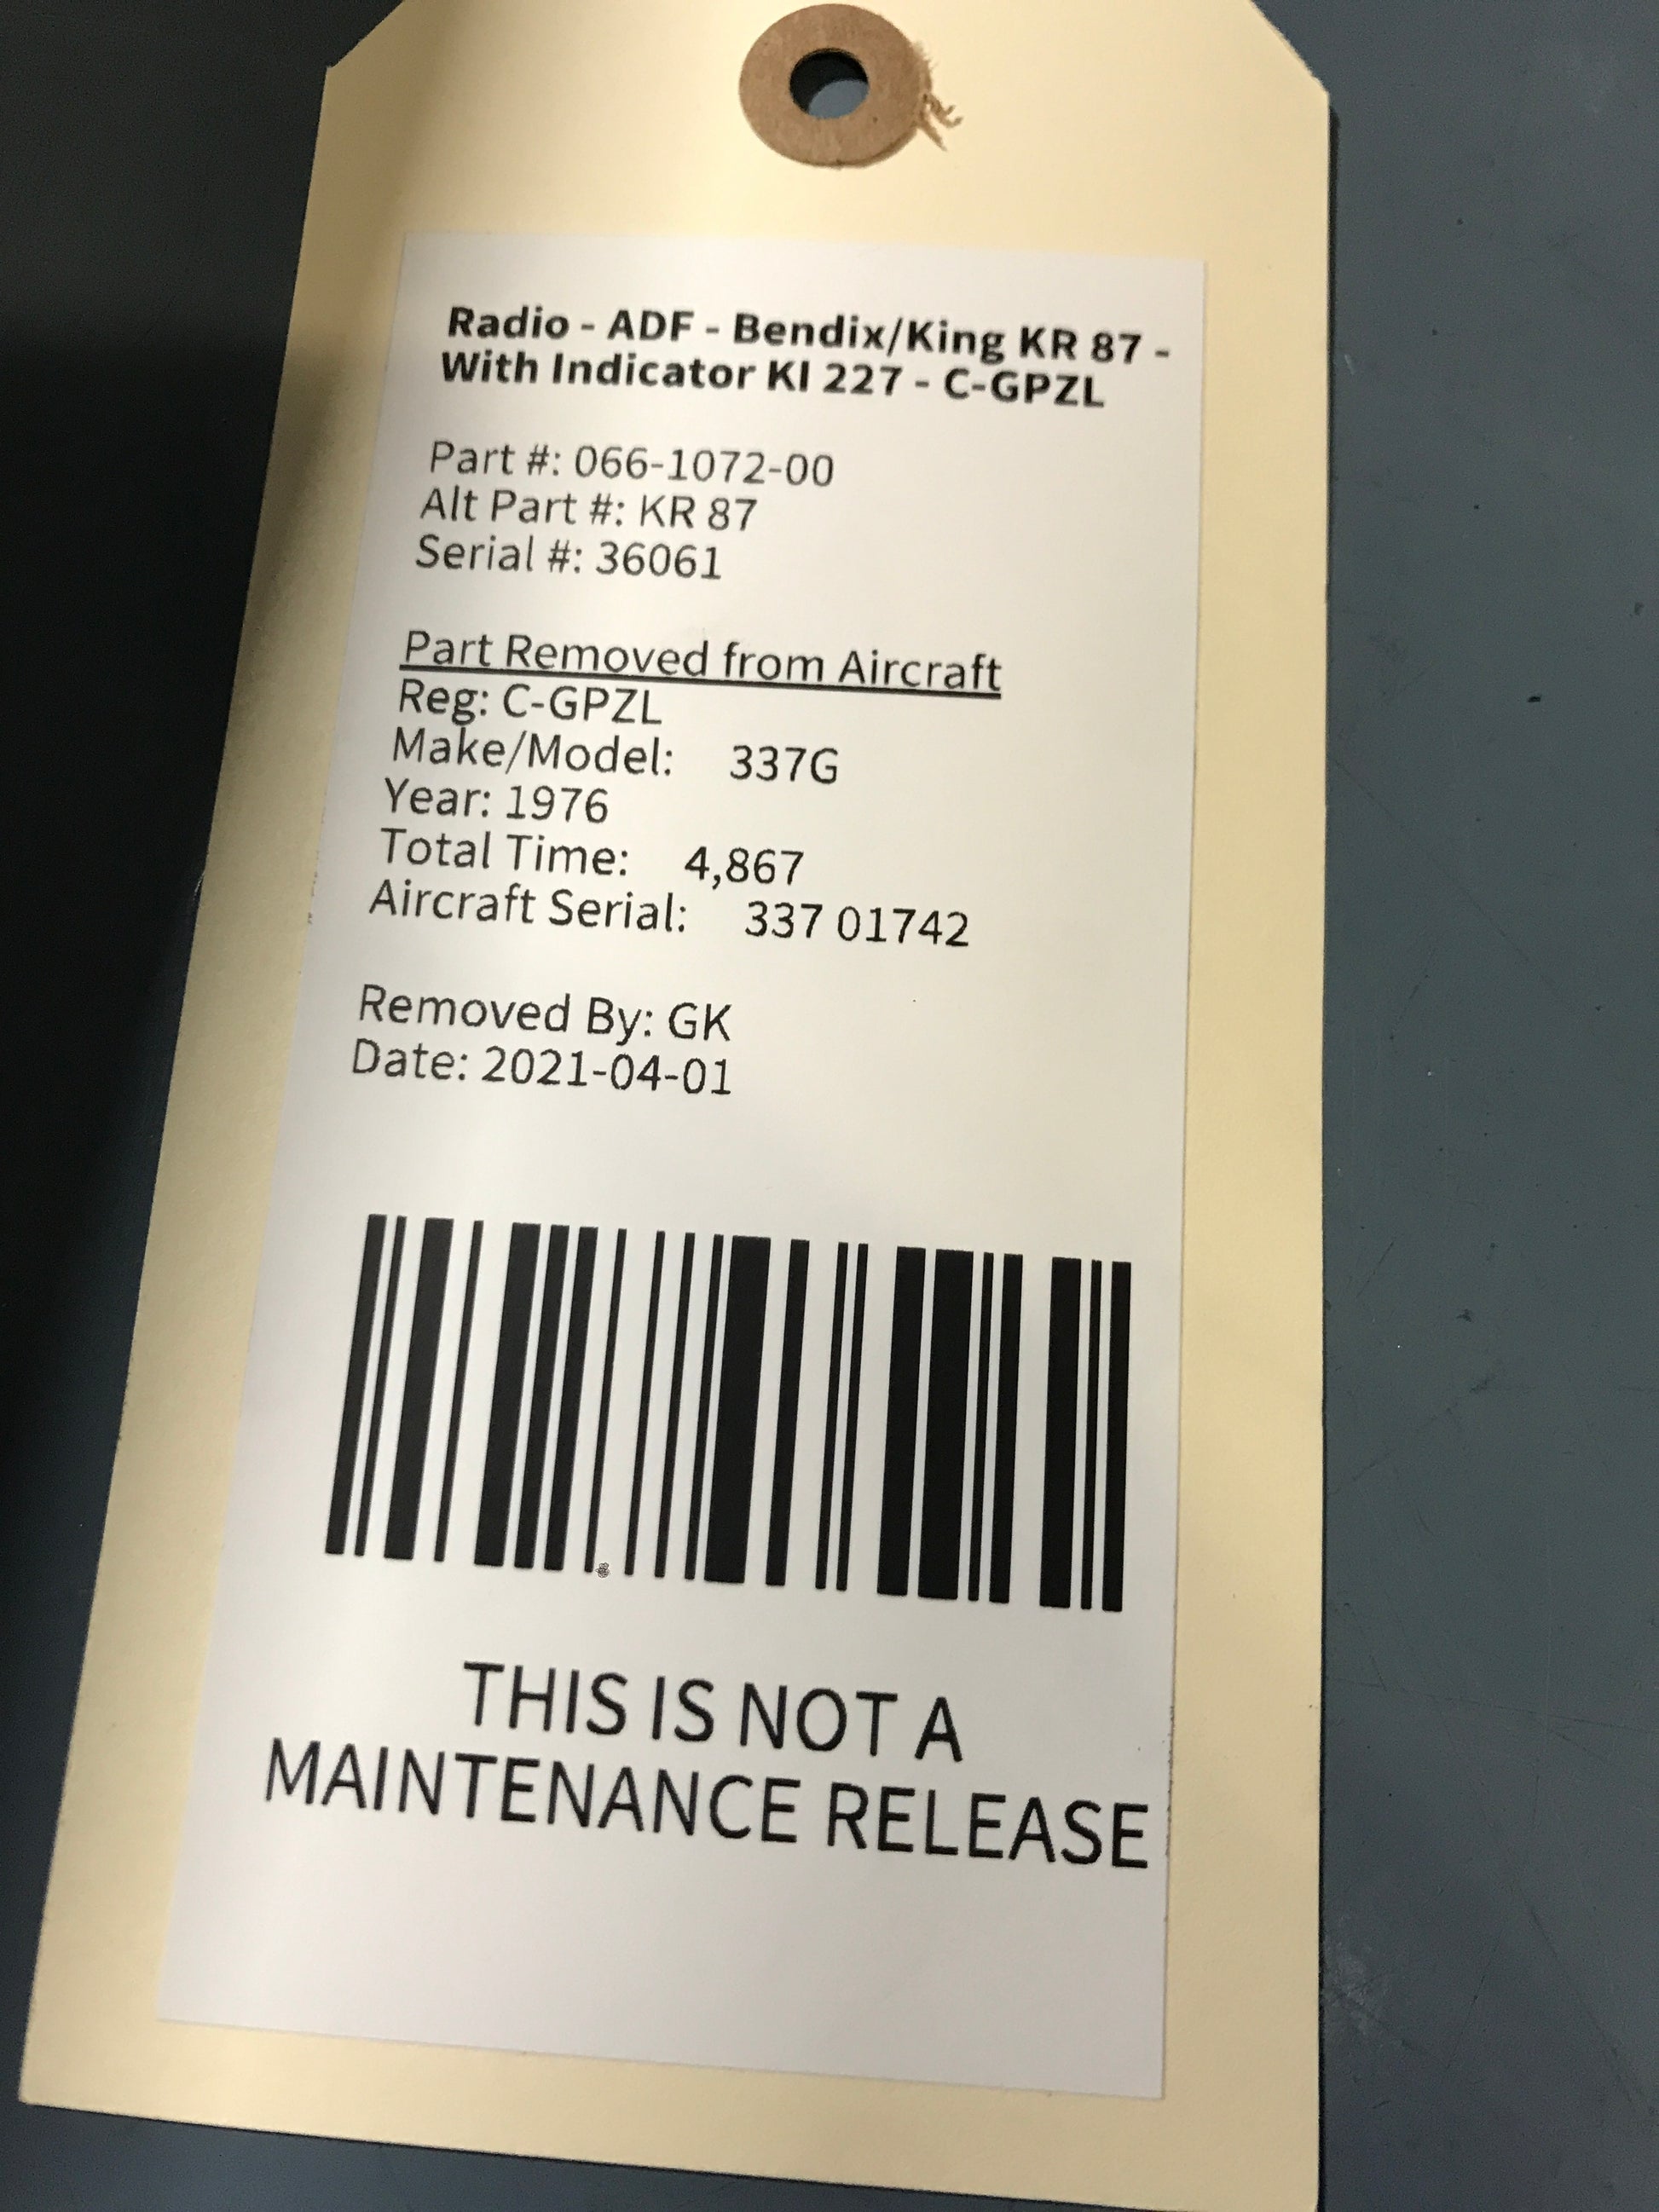 Radio - ADF - Bendix/King KR 87 -
With Indicator KI 227 - C-GPZL
Part #: 066-1072-00
Alt Part #: KR 87
Serial #: 36061
Part Removed from Aircraft
Reg: C-GPZL
Make/Model: 337G
Year: 1976
Total Time: 4,867
Aircraft Serial: 337 01742
Removed By: GK
Date: 2021-04-01
THIS IS NOT A
MAINTENANCE RELEASE